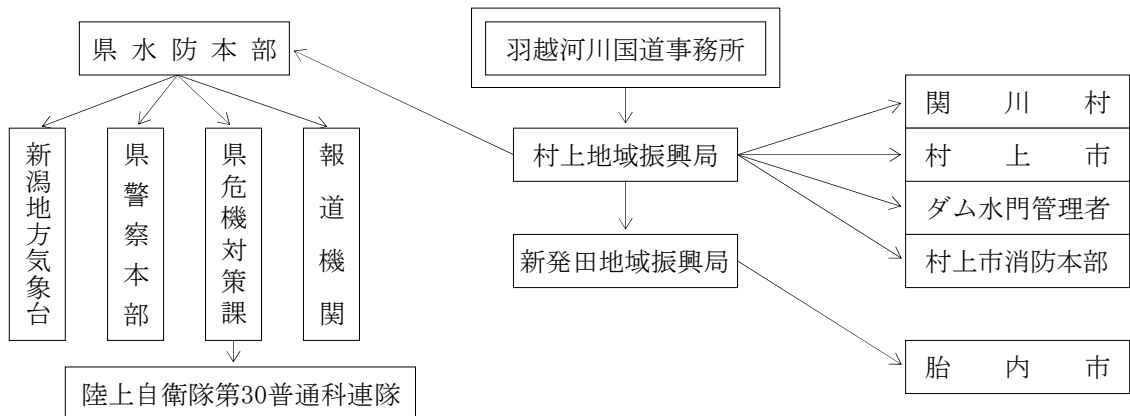 県水防本部
羽越河川国道事務所
関川村
村上地域振興局
村上市
ダム水門管理者
新発田地域振興局
村上市消防本部
新潟地方気象台
県警察本部
県危機対策課
報道機関
胎内市
陸上自衛隊第30普通科連隊